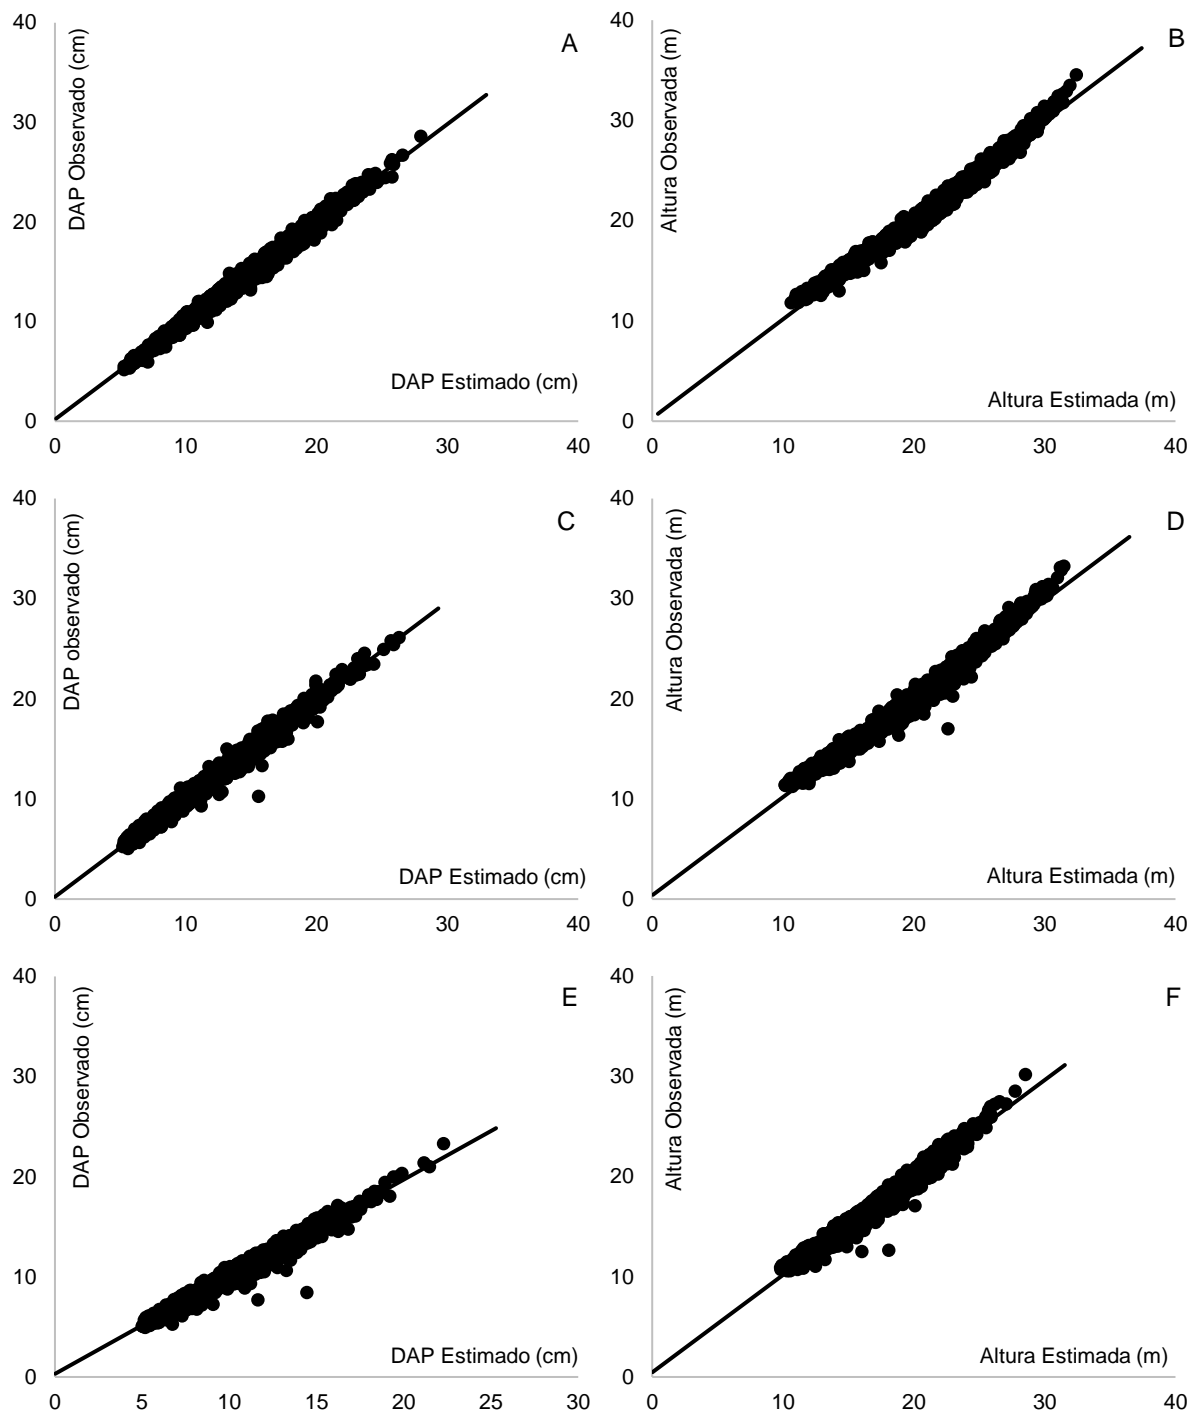 40
30
20
10
0
DAP Observado (cm)
A
DAP Estimado (cm)
0 10 20 30 40
40
30
20
10
0
Altura Observada (m)
B
Altura Estimada (m)
0 10 20 30 40
40
30
20
10
0
DAP observado (cm)
C
DAP Estimado (cm)
0 10 20 30 40
40
30
20
10
0
Altura Observada (m)
D
Altura Estimada (m)
0 10 20 30 40
40
30
20
10
0
DAP Observado (cm)
E
DAP Estimado (cm)
0 5 10 15 20 25 30
40
30
20
10
0
Altura Observada (m)
F
Altura Estimada (m)
0 10 20 30 40